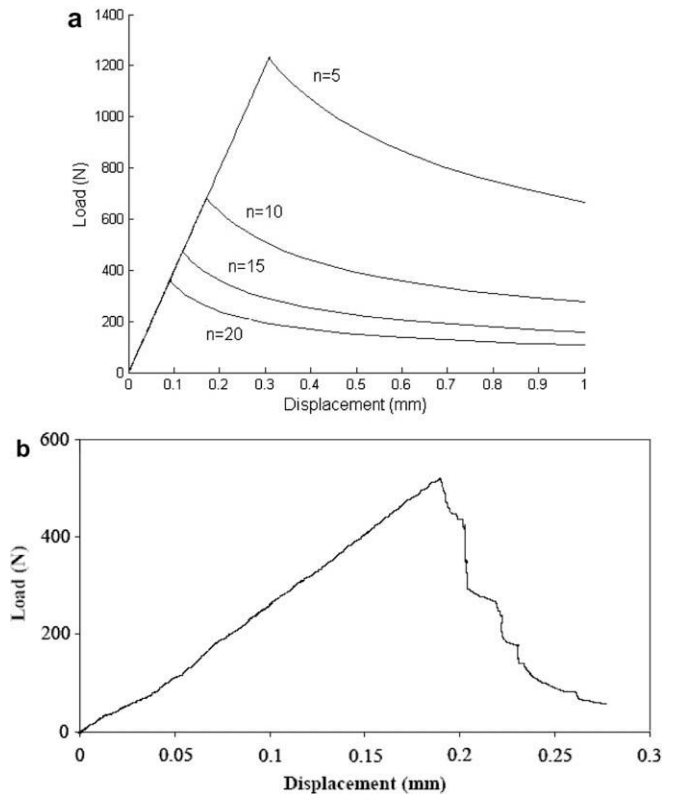 a
1400
1200
1000
800
600
400
200
0
Load (N)
n=5
n=10
n=15
n=20
0 0.1 0.2 0.3 0.4 0.5 0.6 0.7 0.8 0.9 1
Displacement (mm)
b
600
400
200
0
Load (N)
0 0.05 0.1 0.15 0.2 0.25 0.3
Displacement (mm)